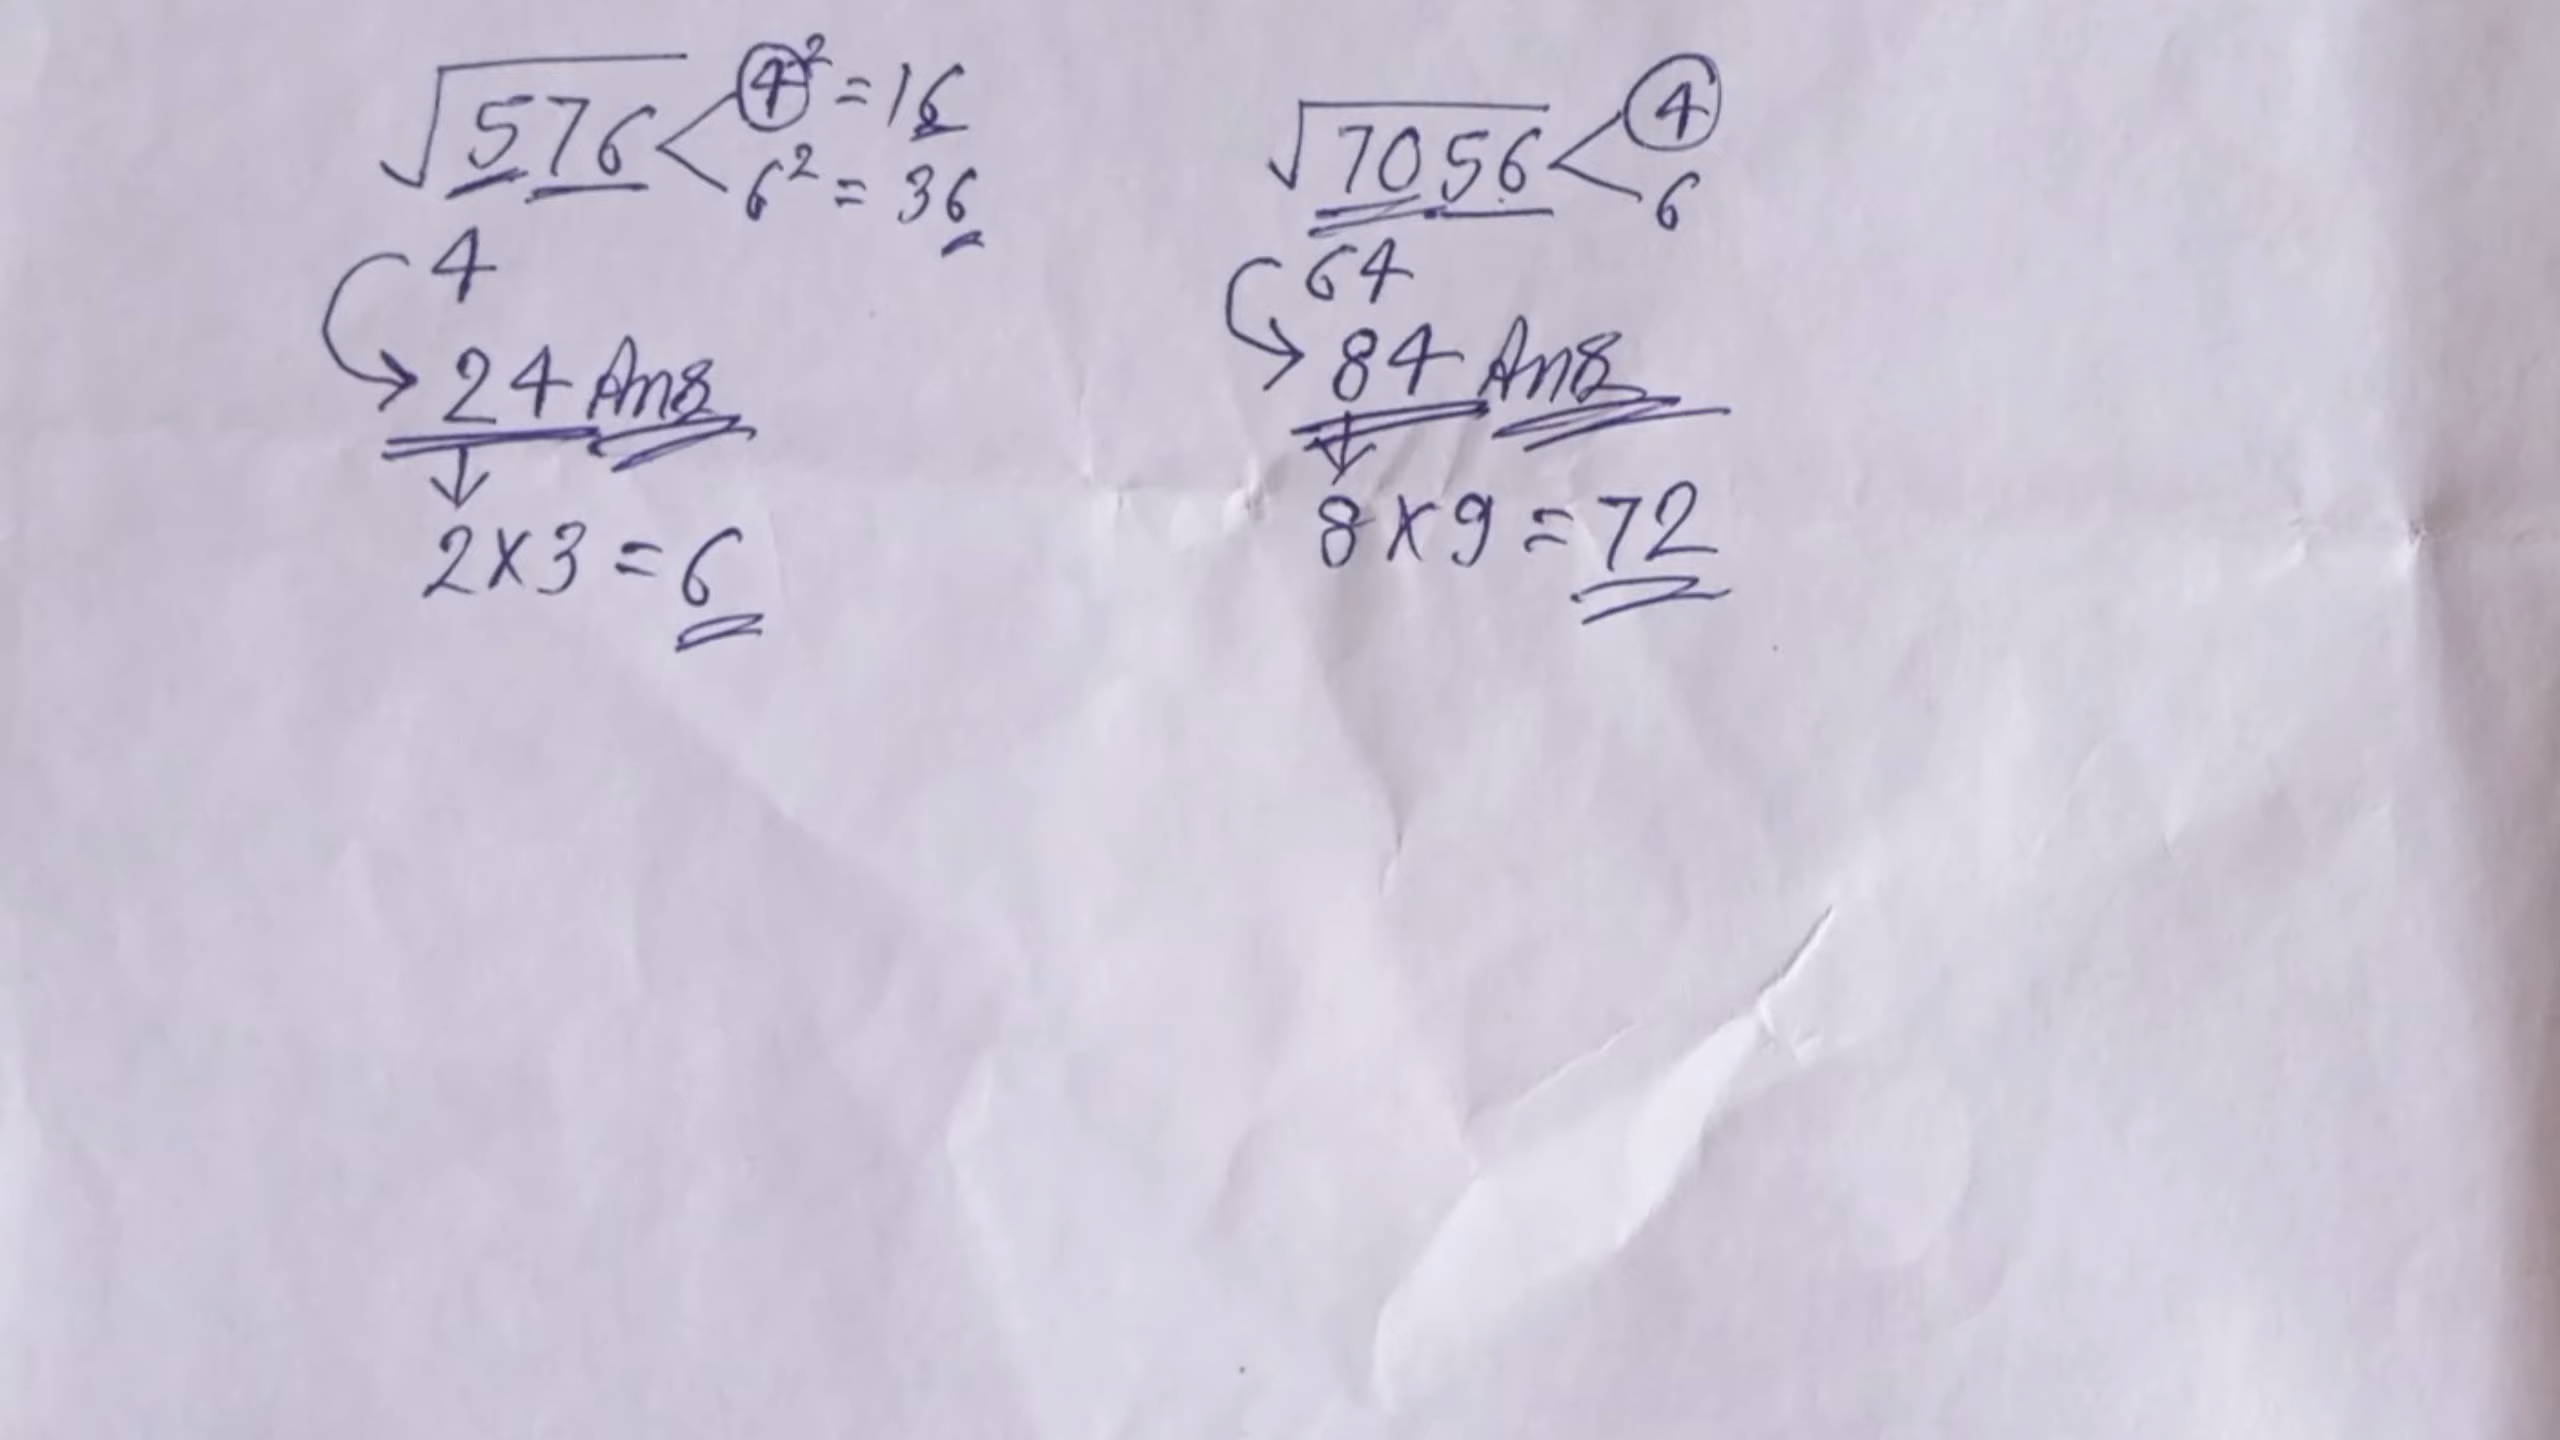 √576 < 4² = 16
6² = 36
4
24 Ans
2×3 = 6
√7056 < 4
6
64
84 Ans
8×9 = 72